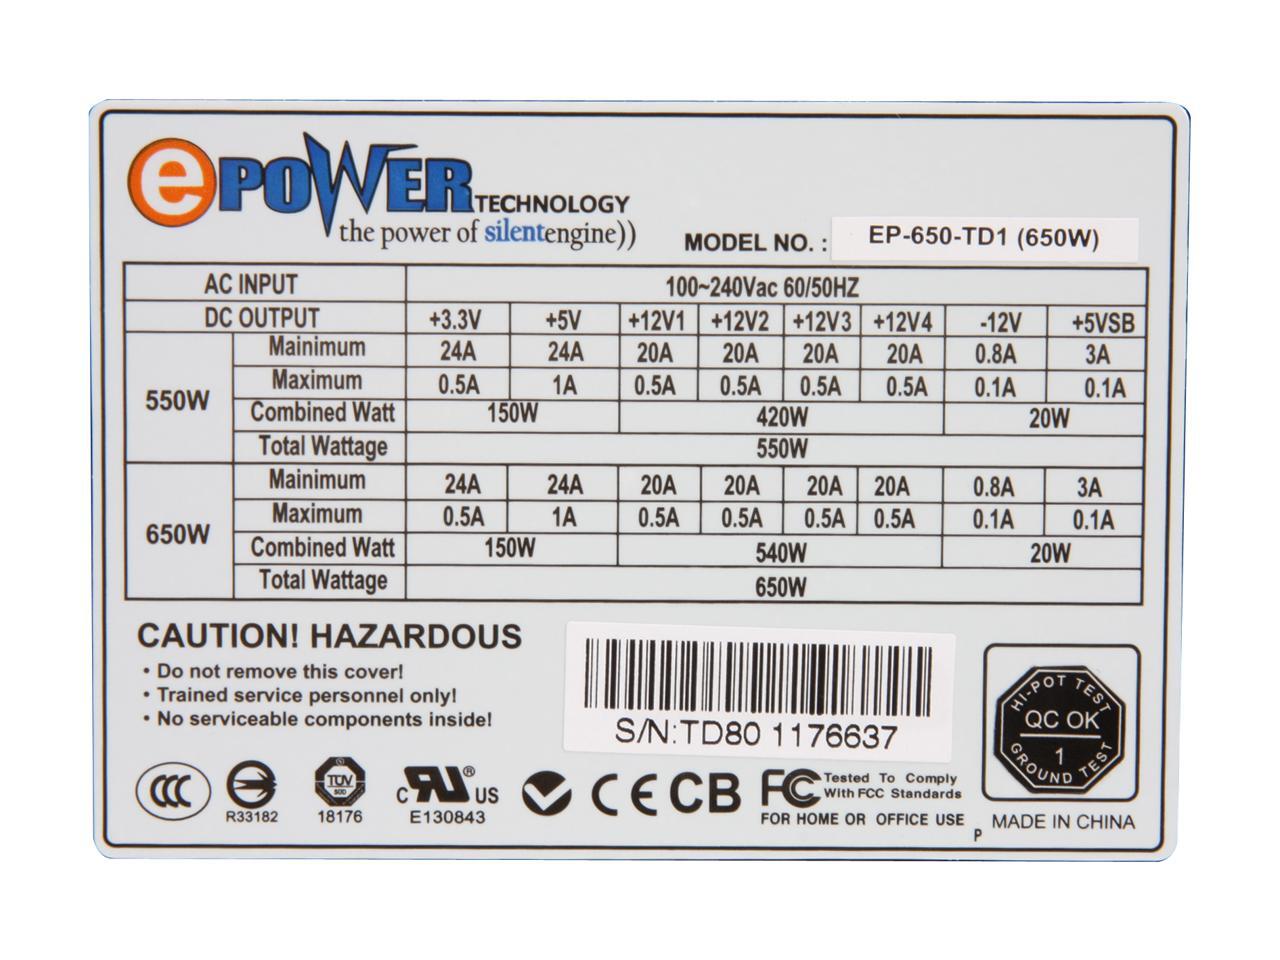 ePOWER TECHNOLOGY
the power of silentengine))
MODEL NO. : EP-650-TD1 (650W)
AC INPUT 100~240Vac 60/50HZ
DC OUTPUT +3.3V +5V +12V1 +12V2 +12V3 +12V4 -12V +5VSB
550W
Mainimum 24A 24A 20A 20A 20A 20A 0.8A 3A
Maximum 0.5A 1A 0.5A 0.5A 0.5A 0.5A 0.1A 0.1A
Combined Watt 150W 420W 20W
Total Wattage 550W
650W
Mainimum 24A 24A 20A 20A 20A 20A 0.8A 3A
Maximum 0.5A 1A 0.5A 0.5A 0.5A 0.5A 0.1A 0.1A
Combined Watt 150W 540W 20W
Total Wattage 650W
CAUTION! HAZARDOUS
• Do not remove this cover!
• Trained service personnel only!
• No serviceable components inside!
S/N:TD80 1176637
HI-POT TEST
QC OK
1
GROUND TEST
CCC
R33182
TÜV
SÜD
18176
c RU® US
E130843
CE CB FC
Tested To Comply
With FCC Standards
FOR HOME OR OFFICE USE
P
MADE IN CHINA